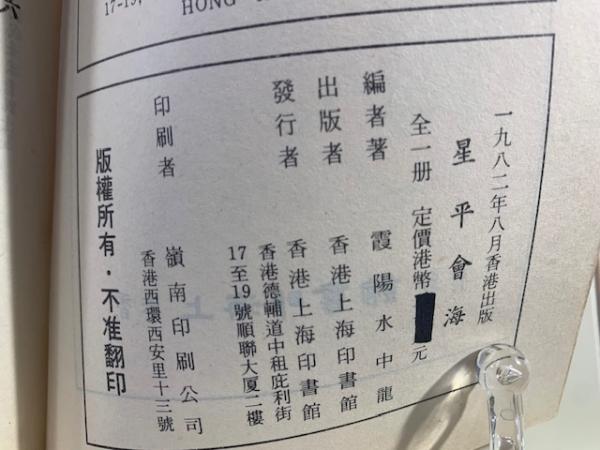 17-19,
HONG
一九八二年八月香港出版
星平會海
全一册 定價港幣 元
編者著 霞陽水中龍
出版者 香港上海印書館
發行者 香港上海印書館
香港德輔道中租庇利街
17至19號順聯大厦二樓
印刷者 嶺南印刷公司
香港西環西安里十三號
版權所有·不准翻印